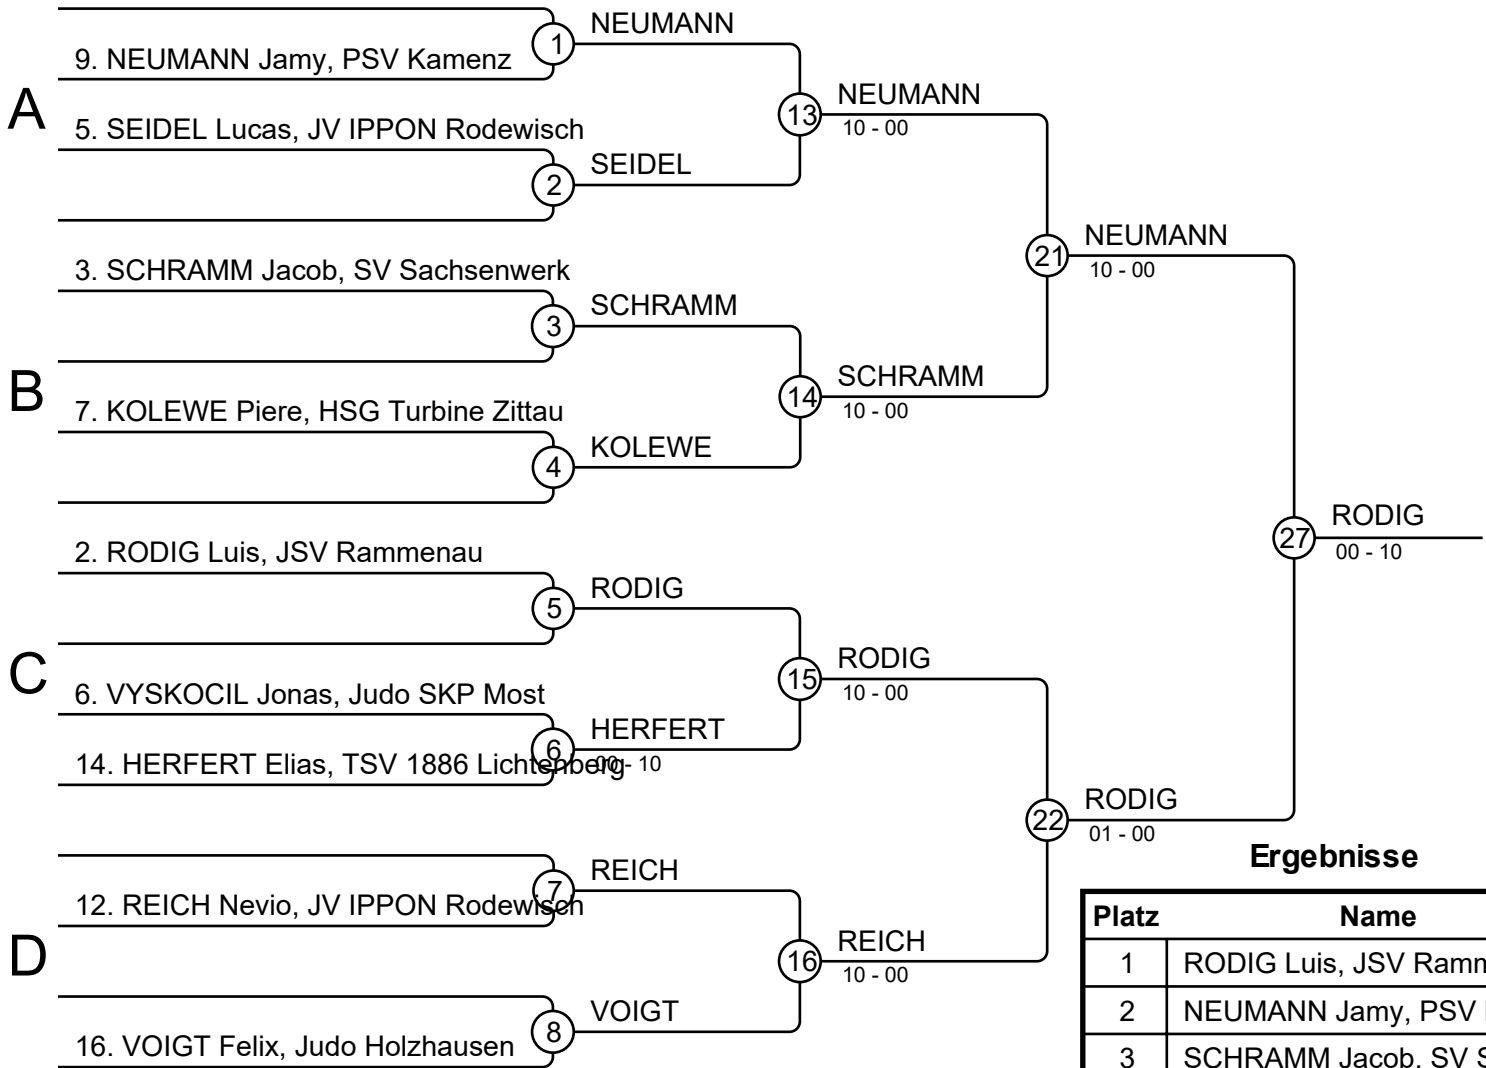 A
9. NEUMANN Jamy, PSV Kamenz
5. SEIDEL Lucas, JV IPPON Rodewisch
B
3. SCHRAMM Jacob, SV Sachsenwerk
7. KOLEWE Piere, HSG Turbine Zittau
C
2. RODIG Luis, JSV Rammenau
6. VYSKOCIL Jonas, Judo SKP Most
14. HERFERT Elias, TSV 1886 Lichtenberg
D
12. REICH Nevio, JV IPPON Rodewisch
16. VOIGT Felix, Judo Holzhausen
1
NEUMANN
2
SEIDEL
3
SCHRAMM
4
KOLEWE
5
RODIG
6
HERFERT
00 - 10
7
REICH
8
VOIGT
13
NEUMANN
10 - 00
14
SCHRAMM
10 - 00
15
RODIG
10 - 00
16
REICH
10 - 00
21
NEUMANN
10 - 00
22
RODIG
01 - 00
27
RODIG
00 - 10
Ergebnisse
Platz Name
1 RODIG Luis, JSV
2 NEUMANN Jamy, PSV
3 SCHRAMM Jacob, SV